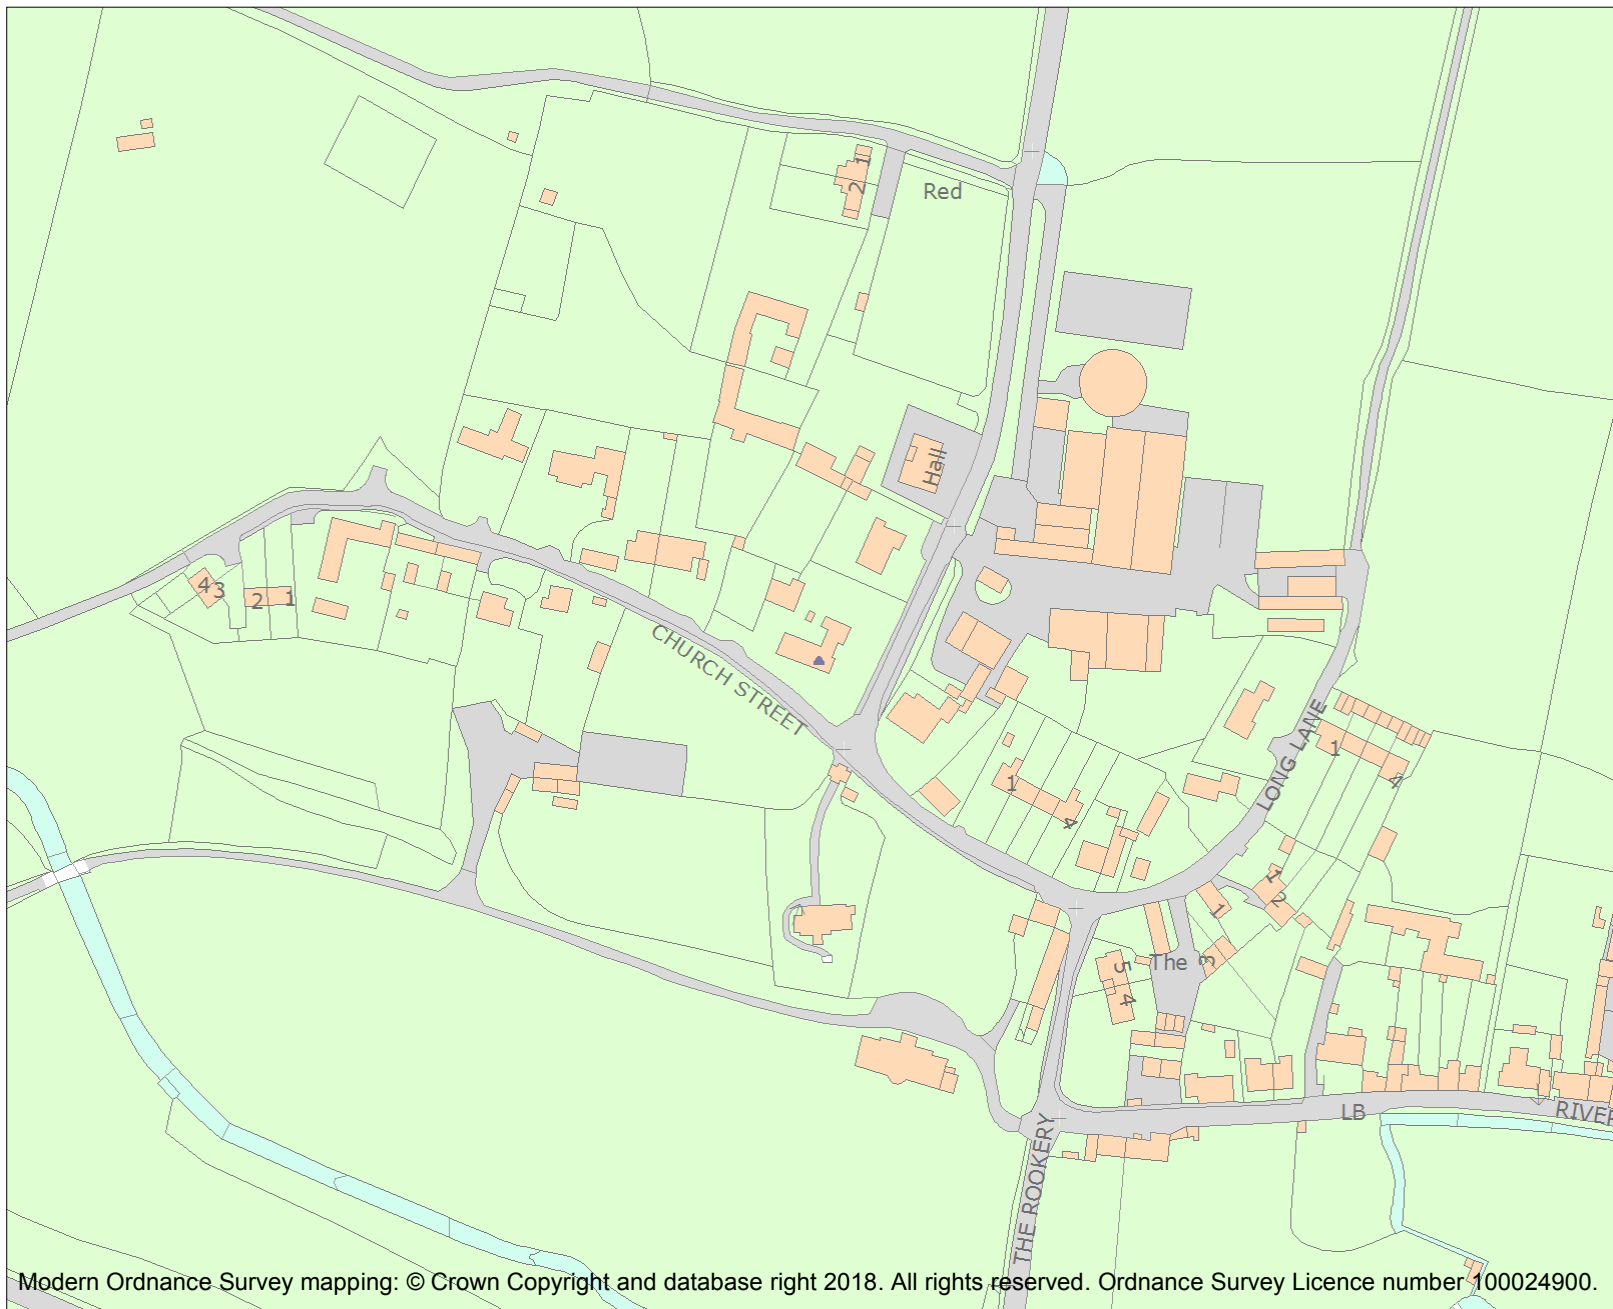 1
2
Red
Hall
4
3
2
1
CHURCH STREET
LONG LANE
1
4
1
4
1
2
1
3
The
5
4
LB
RIVER
THE ROOKERY
Modern Ordnance Survey mapping: © Crown Copyright and database right 2018. All rights reserved. Ordnance Survey Licence number 100024900.